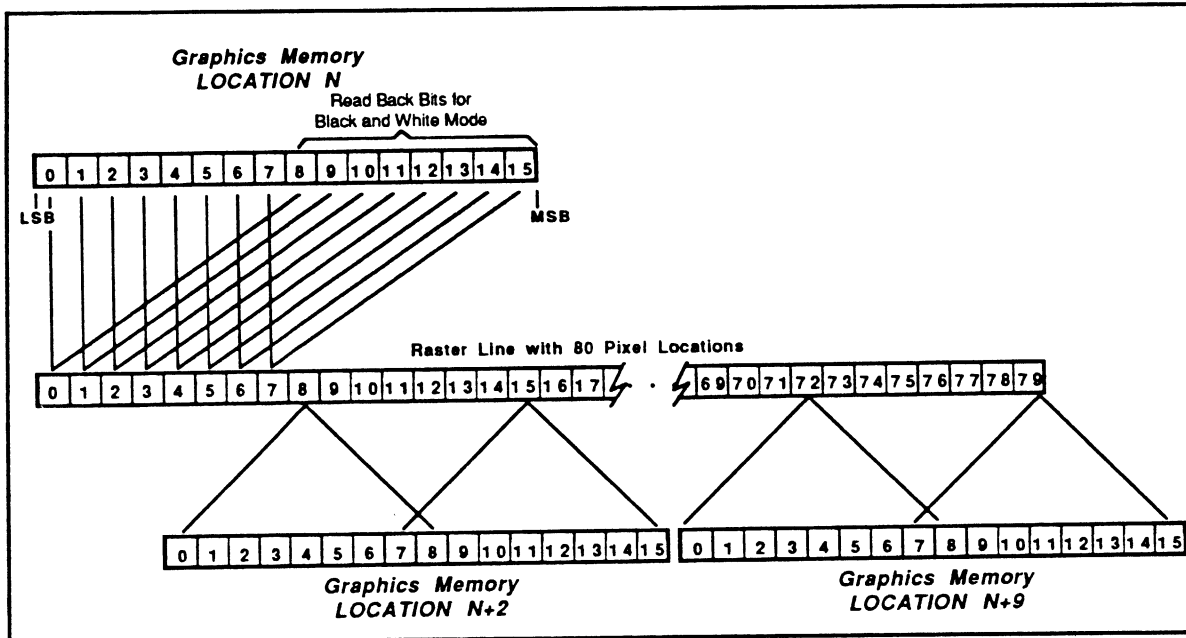 Graphics Memory
LOCATION N
Read Back Bits for
Black and White Mode
0 1 2 3 4 5 6 7 8 9 10 11 12 13 14 15
LSB MSB
Raster Line with 80 Pixel Locations
0 1 2 3 4 5 6 7 8 9 10 11 12 13 14 15 16 17 . 69 70 71 72 73 74 75 76 77 78 79
0 1 2 3 4 5 6 7 8 9 10 11 12 13 14 15 0 1 2 3 4 5 6 7 8 9 10 11 12 13 14 15
Graphics Memory
LOCATION N+2
Graphics Memory
LOCATION N+9